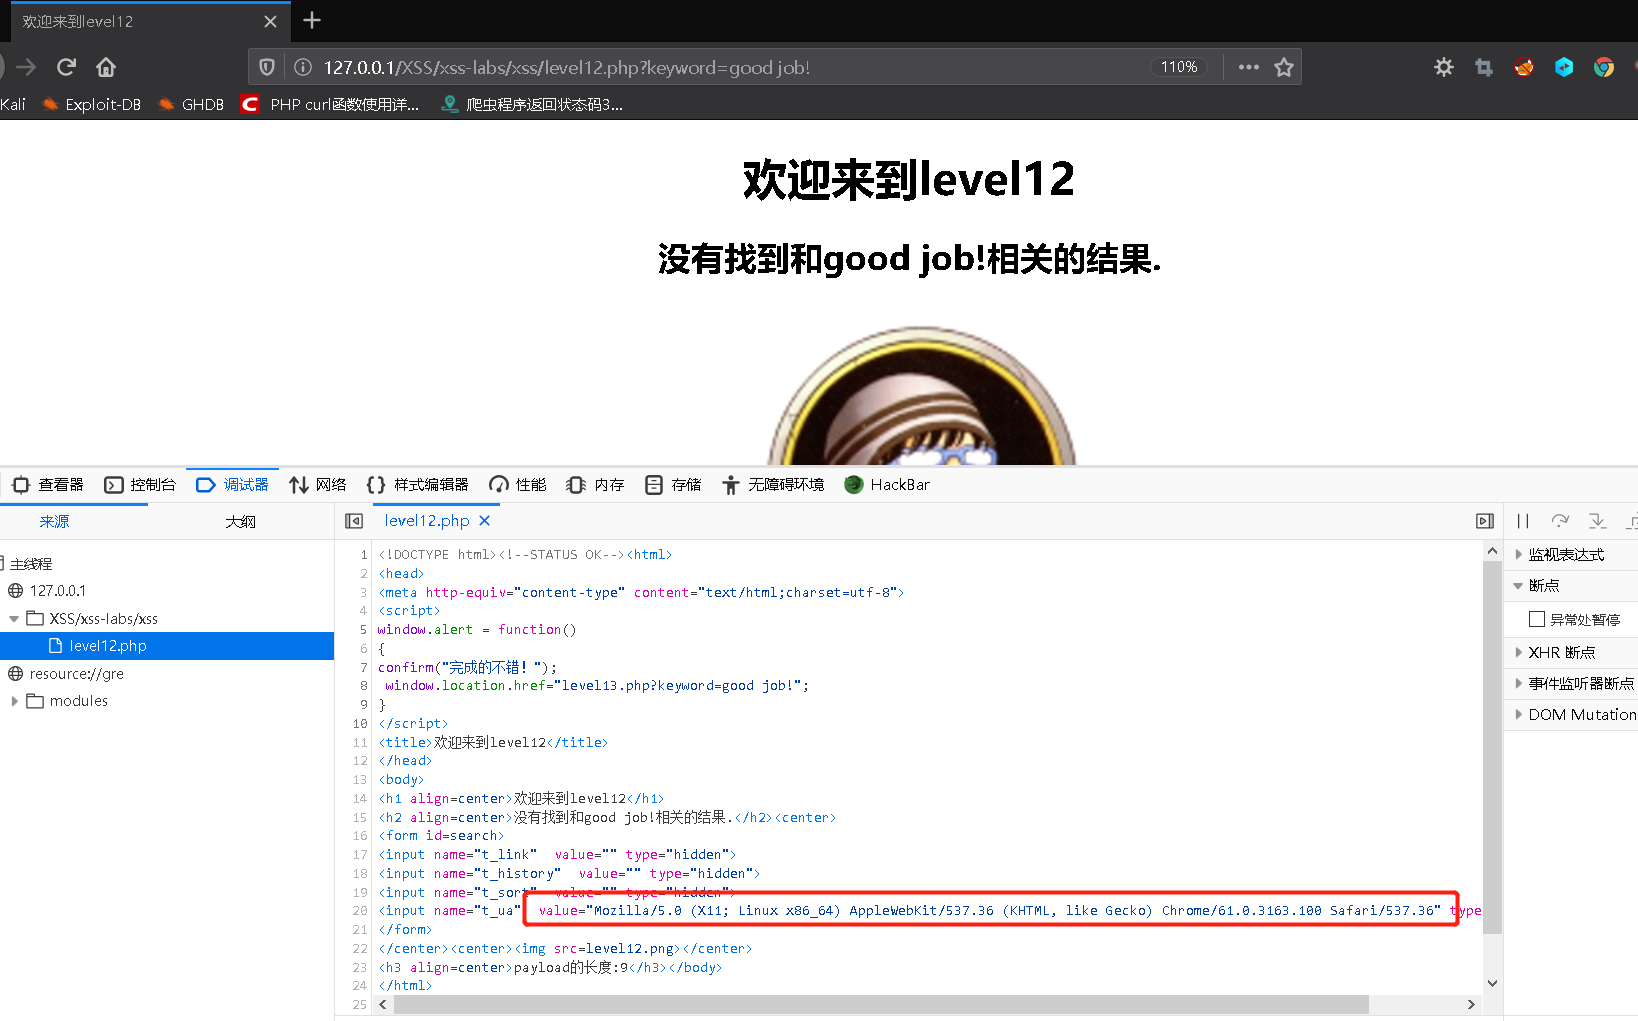 欢迎来到level12
127.0.0.1/XSS/xss-labs/xss/level12.php?keyword=good job!
110%
Kali
Exploit-DB
GHDB
PHP curl函数使用详...
爬虫程序返回状态码3...
欢迎来到level12
没有找到和good job!相关的结果.
查看器
控制台
调试器
网络
{} 样式编辑器
性能
内存
存储
无障碍环境
HackBar
来源
大纲
level12.php
主线程
127.0.0.1
XSS/xss-labs/xss
level12.php
resource://gre
modules
1 <!DOCTYPE html><!--STATUS OK--><html>
2 <head>
3 <meta http-equiv="content-type" content="text/html;charset=utf-8">
4 <script>
5 window.alert = function()
6 {
7 confirm("完成的不错！");
8  window.location.href="level13.php?keyword=good job!";
9 }
10 </script>
11 <title>欢迎来到level12</title>
12 </head>
13 <body>
14 <h1 align=center>欢迎来到level12</h1>
15 <h2 align=center>没有找到和good job!相关的结果.</h2><center>
16 <form id=search>
17 <input name="t_link"  value="" type="hidden">
18 <input name="t_history"  value="" type="hidden">
19 <input name="t_sort"  value="" type="hidden">
20 <input name="t_ua"  value="Mozilla/5.0 (X11; Linux x86_64) AppleWebKit/537.36 (KHTML, like Gecko) Chrome/61.0.3163.100 Safari/537.36" type
21 </form>
22 </center><center><img src=level12.png></center>
23 <h3 align=center>payload的长度:9</h3></body>
24 </html>
25
监视表达式
断点
异常处暂停
XHR 断点
事件监听器断点
DOM Mutation